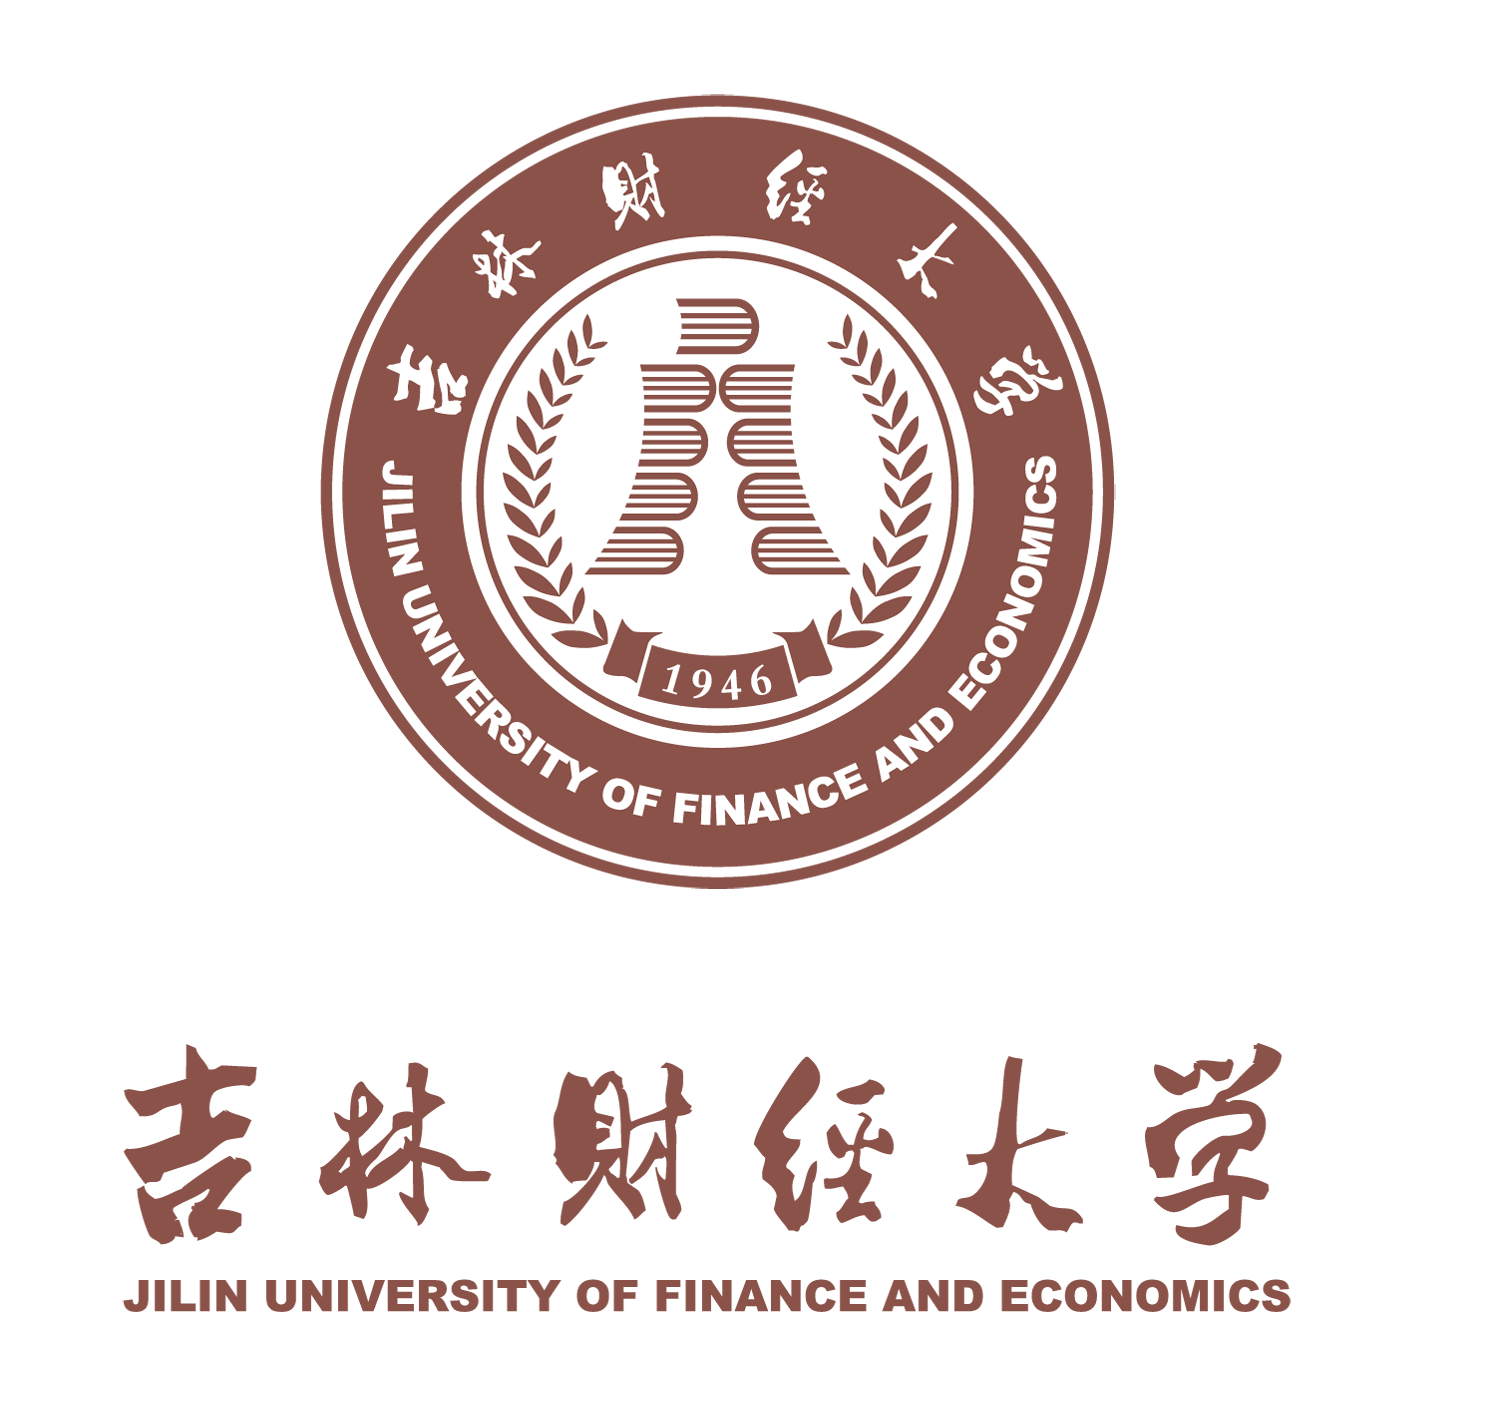 吉林财经大学
JILIN UNIVERSITY OF FINANCE AND ECONOMICS
1946
吉林财经大学
JILIN UNIVERSITY OF FINANCE AND ECONOMICS